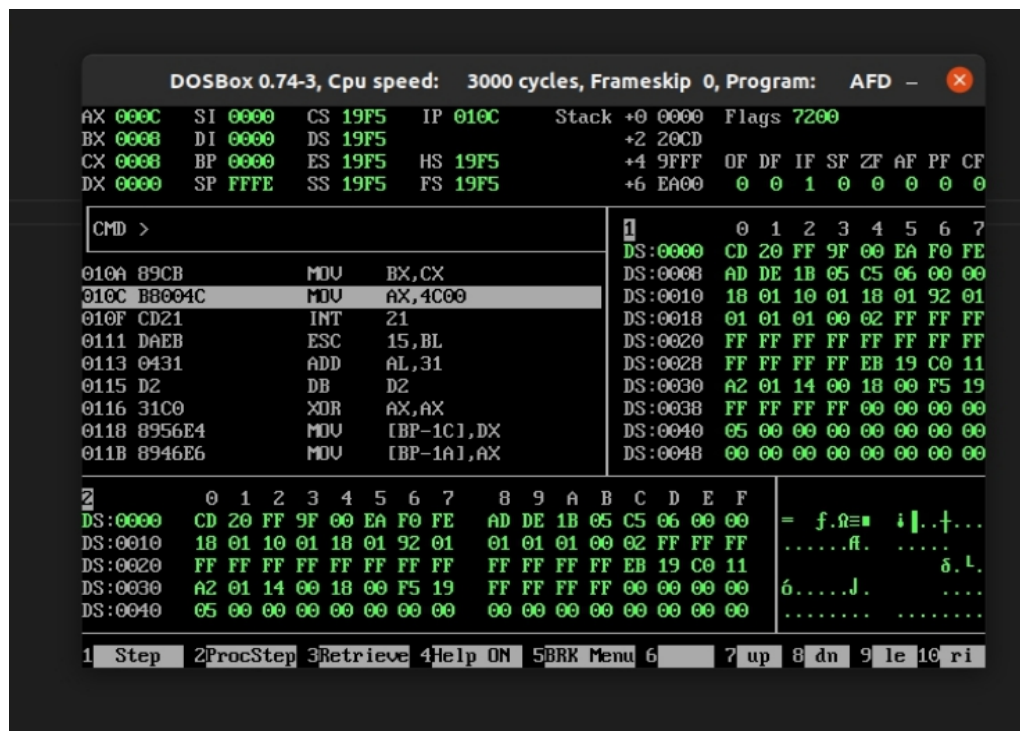 DOSBox 0.74-3, Cpu speed: 3000 cycles, Frameskip 0, Program: AFD
AX 000C SI 0000 CS 19F5 IP 010C Stack +0 0000 Flags 7200
BX 0008 DI 0000 DS 19F5 +2 20CD
CX 0008 BP 0000 ES 19F5 HS 19F5 +4 9FFF OF DF IF SF ZF AF PF CF
DX 0000 SP FFFE SS 19F5 FS 19F5 +6 EA00 0 0 1 0 0 0 0 0
CMD >
010A 89CB MOV BX,CX
010C B8004C MOV AX,4C00
010F CD21 INT 21
0111 DAEB ESC 15,BL
0113 0431 ADD AL,31
0115 D2 DB D2
0116 31C0 XOR AX,AX
0118 8956E4 MOV [BP-1C],DX
011B 8946E6 MOV [BP-1A],AX
1 0 1 2 3 4 5 6 7
DS:0000 CD 20 FF 9F 00 EA F0 FE
DS:0008 AD DE 1B 05 C5 06 00 00
DS:0010 18 01 10 01 18 01 92 01
DS:0018 01 01 01 00 02 FF FF FF
DS:0020 FF FF FF FF FF FF FF FF
DS:0028 FF FF FF FF EB 19 C0 11
DS:0030 A2 01 14 00 18 00 F5 19
DS:0038 FF FF FF FF 00 00 00 00
DS:0040 05 00 00 00 00 00 00 00
DS:0048 00 00 00 00 00 00 00 00
2 0 1 2 3 4 5 6 7 8 9 A B C D E F
DS:0000 CD 20 FF 9F 00 EA F0 FE AD DE 1B 05 C5 06 00 00 = ƒ.Ω≡■ ¡▐..┼...
DS:0010 18 01 10 01 18 01 92 01 01 01 01 00 02 FF FF FF ......ff. .....
DS:0020 FF FF FF FF FF FF FF FF FF FF FF FF EB 19 C0 11 δ.└.
DS:0030 A2 01 14 00 18 00 F5 19 FF FF FF FF 00 00 00 00 ó.....J. ....
DS:0040 05 00 00 00 00 00 00 00 00 00 00 00 00 00 00 00 ........ ........
1 Step 2ProcStep 3Retrieve 4Help ON 5BRK Menu 6 7 up 8 dn 9 le 10 ri